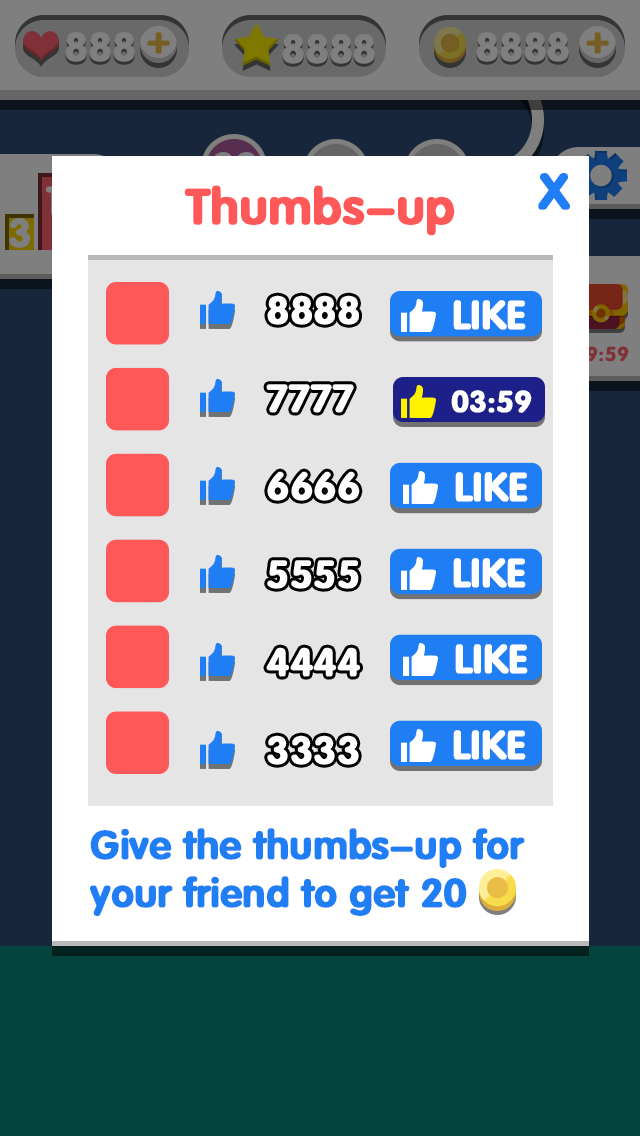 888
8888
8888
3
Thumbs-up
X
8888 LIKE
7777 03:59
6666 LIKE
5555 LIKE
4444 LIKE
3333 LIKE
9:59
Give the thumbs-up for
your friend to get 20